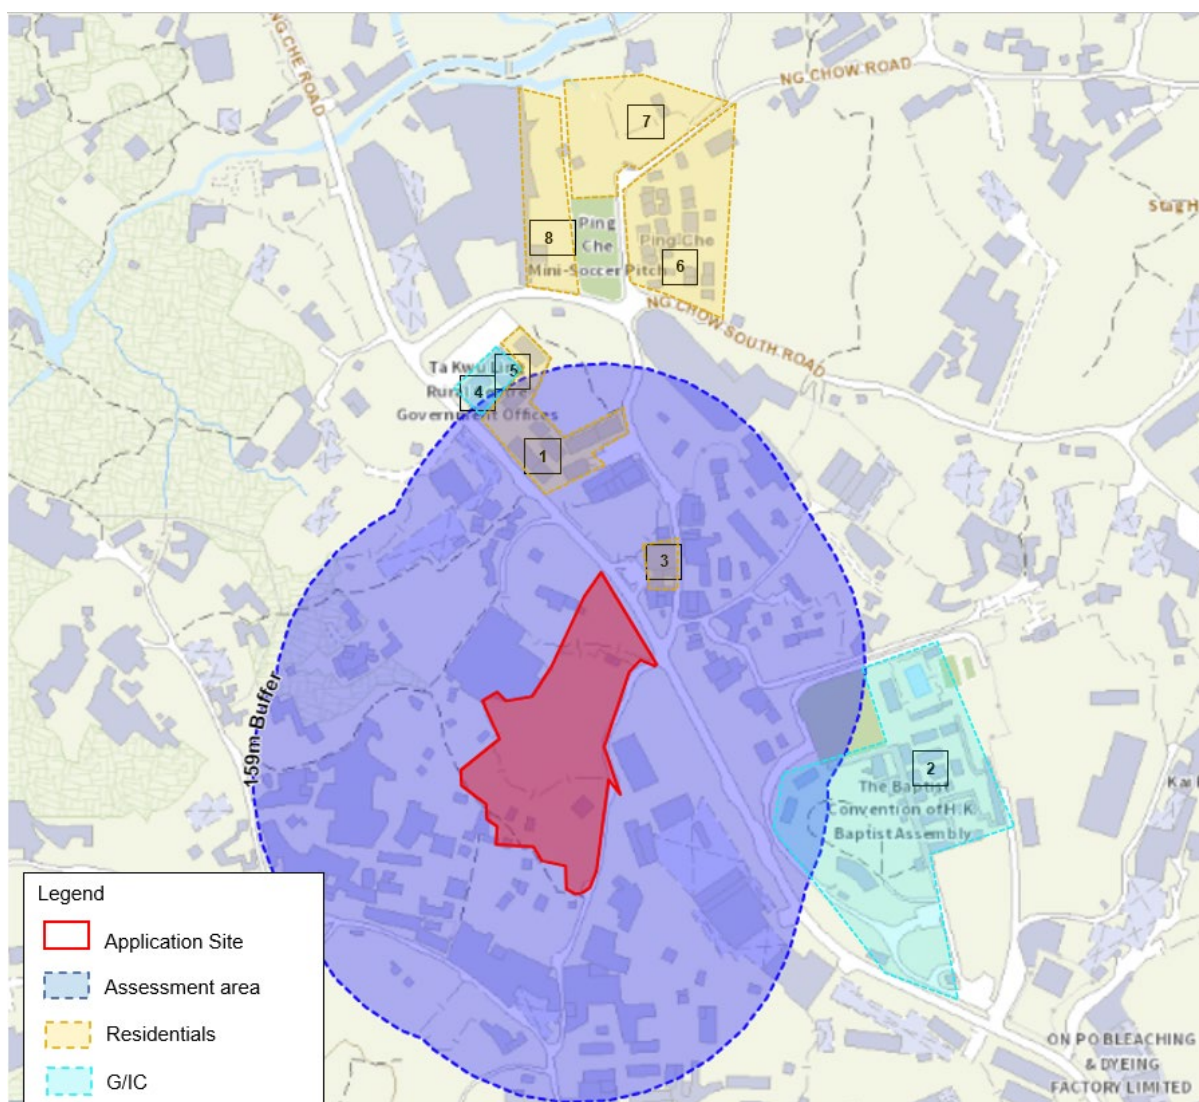 NG CHE ROAD
NG CHOW ROAD
7
Stag H
Ping
Che
Mini-Soccer Pitch
8
Ping Che
6
NG CHOW SOUTH ROAD
Ta Kwu Ling
Rural Centre
Government Offices
5
4
1
3
159m Buffer
2
The Baptist
Convention of H.K.
Baptist Assembly
Kai
ON PO BLEACHING
& DYEING
FACTORY LIMITED
Legend
Application Site
Assessment area
Residentials
G/IC